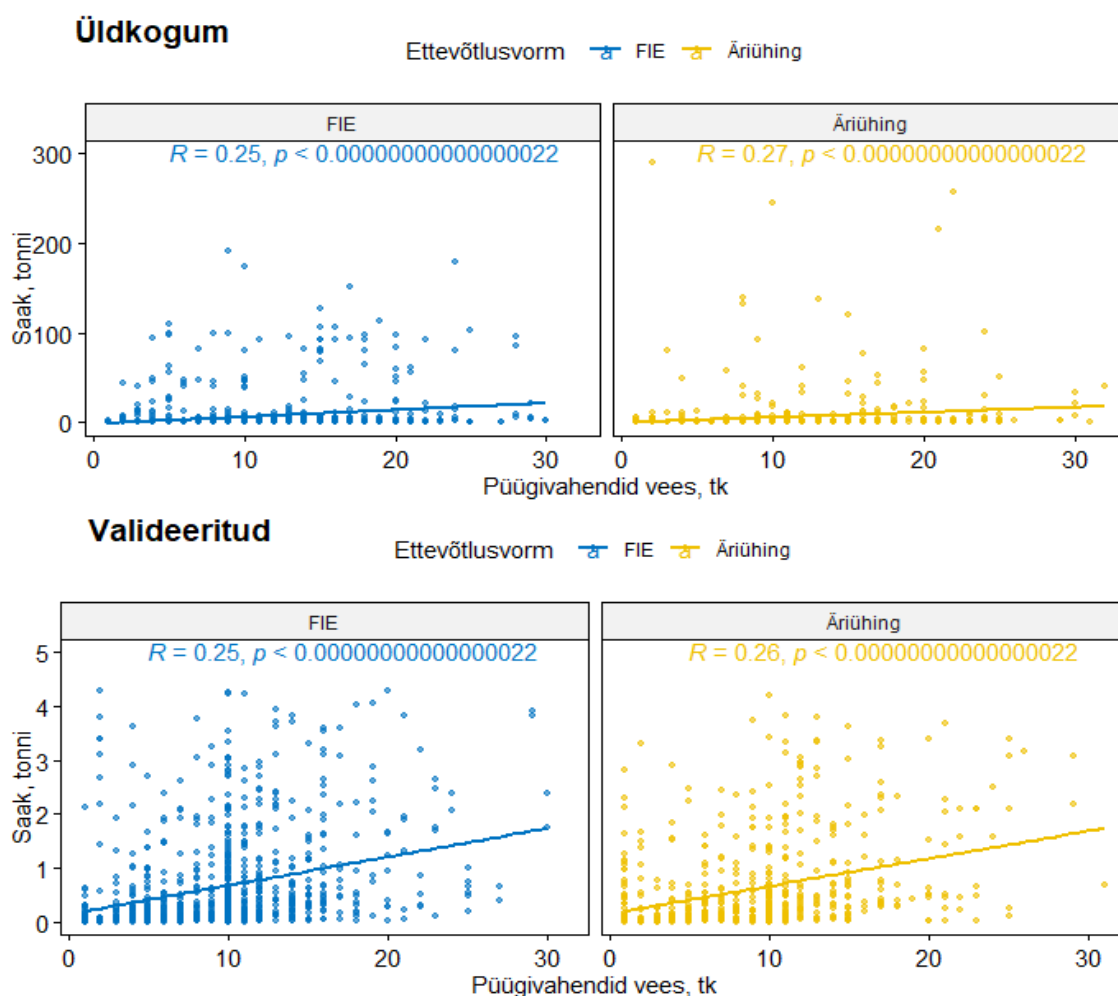 Üldkogum
Ettevõtlusvorm a FIE a Äriühing
FIE
Äriühing
R = 0.25, p < 0.00000000000000022
R = 0.27, p < 0.00000000000000022
Saak, tonni
300
200
100
0
0 10 20 30
0 10 20 30
Püügivahendid vees, tk
Valideeritud
Ettevõtlusvorm a FIE a Äriühing
FIE
Äriühing
R = 0.25, p < 0.00000000000000022
R = 0.26, p < 0.00000000000000022
Saak, tonni
5
4
3
2
1
0
0 10 20 30
0 10 20 30
Püügivahendid vees, tk